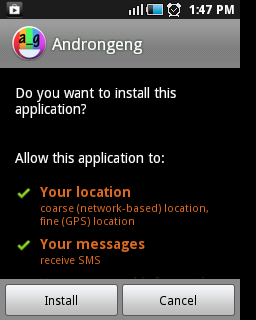 1:47 PM
a_g
Androngeng
Do you want to install this
application?
Allow this application to:
Your location
coarse (network-based) location,
fine (GPS) location
Your messages
receive SMS
Install
Cancel